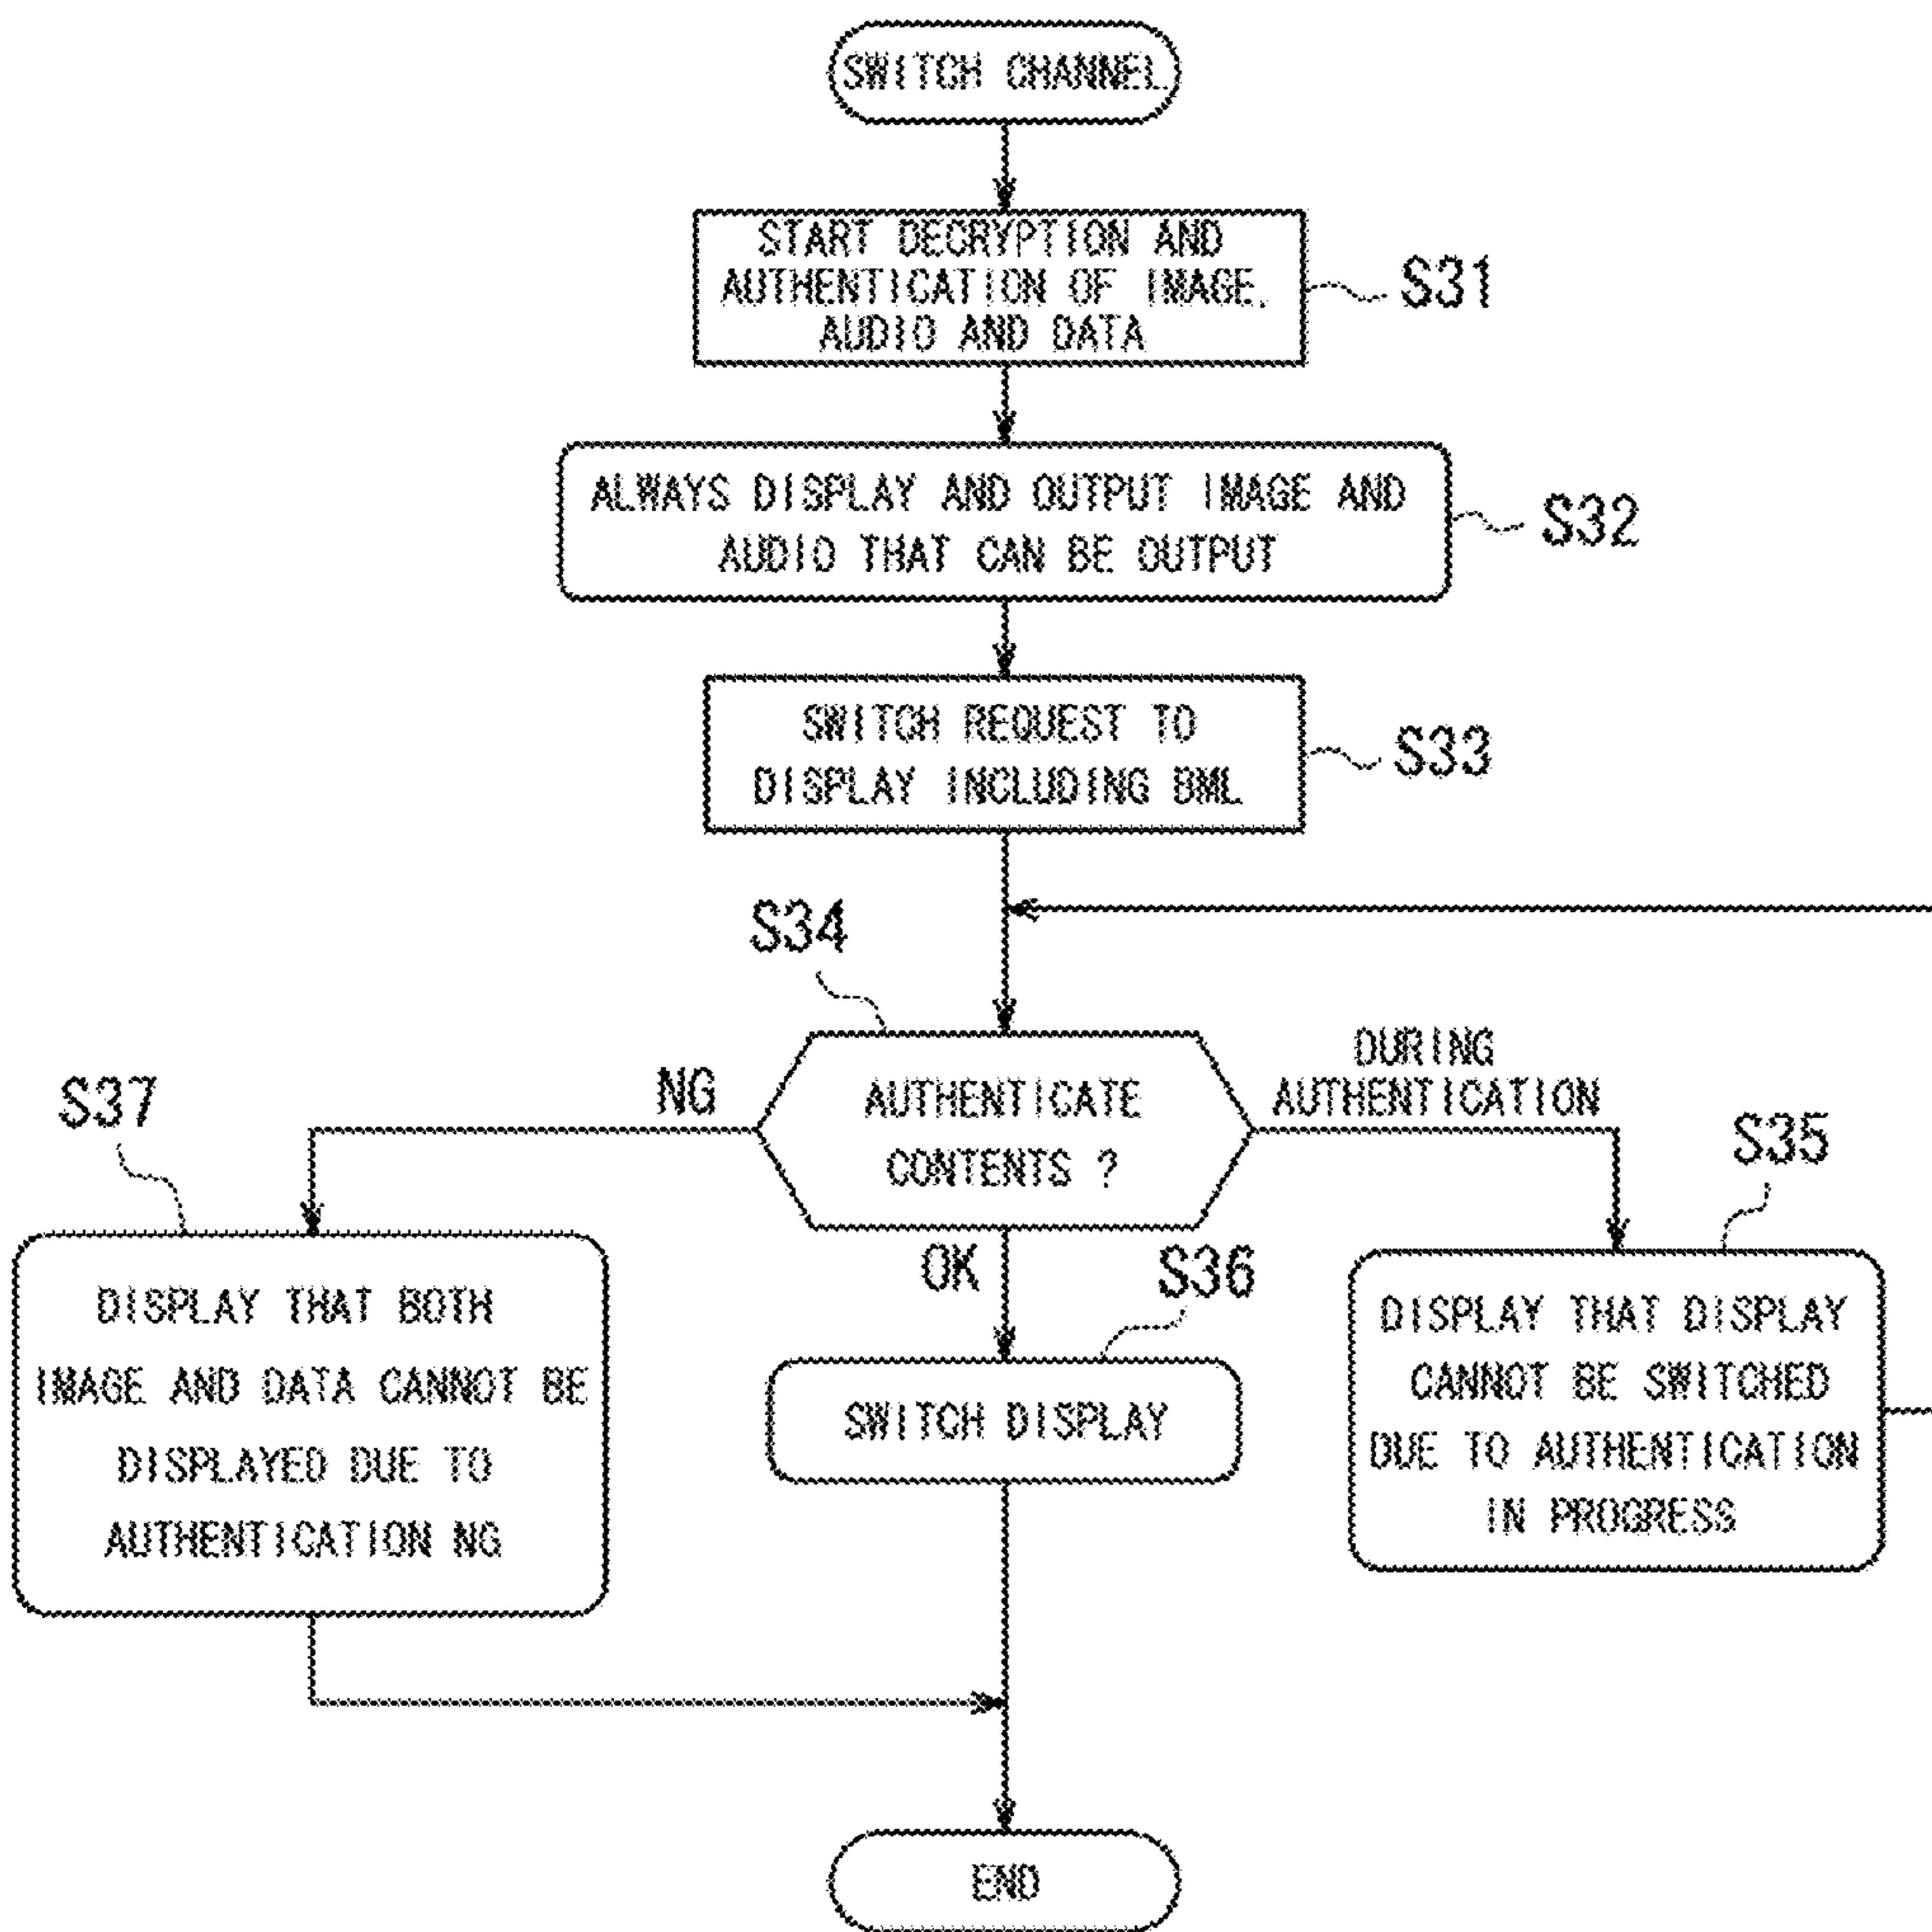 SWITCH CHANNEL
START DECRYPTION AND
AUTHENTICATION OF IMAGE,
AUDIO AND DATA
S31
ALWAYS DISPLAY AND OUTPUT IMAGE AND
AUDIO THAT CAN BE OUTPUT
S32
SWITCH REQUEST TO
DISPLAY INCLUDING BML
S33
S34
AUTHENTICATE
CONTENTS ?
NG
DURING
AUTHENTICATION
OK
S37
DISPLAY THAT BOTH
IMAGE AND DATA CANNOT BE
DISPLAYED DUE TO
AUTHENTICATION NG
S36
SWITCH DISPLAY
S35
DISPLAY THAT DISPLAY
CANNOT BE SWITCHED
DUE TO AUTHENTICATION
IN PROGRESS
END